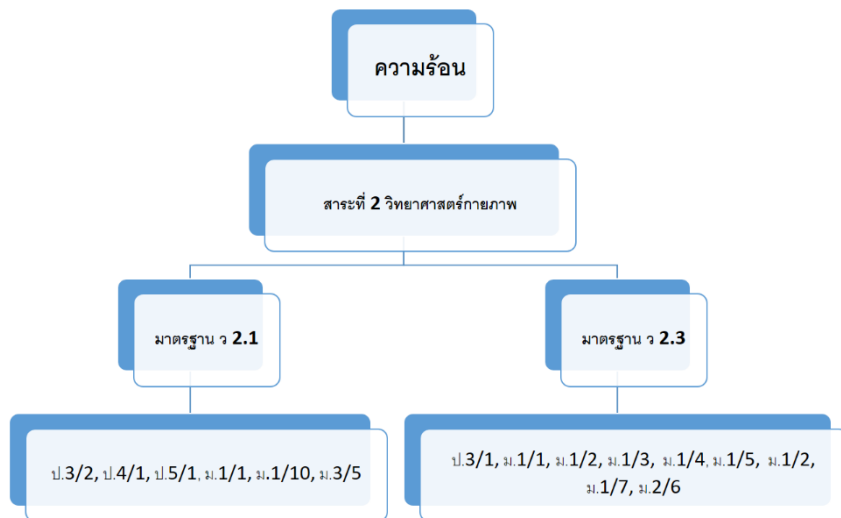 ความร้อน
สาระที่ 2 วิทยาศาสตร์กายภาพ
มาตรฐาน ว 2.1
มาตรฐาน ว 2.3
ป.3/2, ป.4/1, ป.5/1, ม.1/1, ม.1/10, ม.3/5
ป.3/1, ม.1/1, ม.1/2, ม.1/3, ม.1/4, ม.1/5, ม.1/2,
ม.1/7, ม.2/6